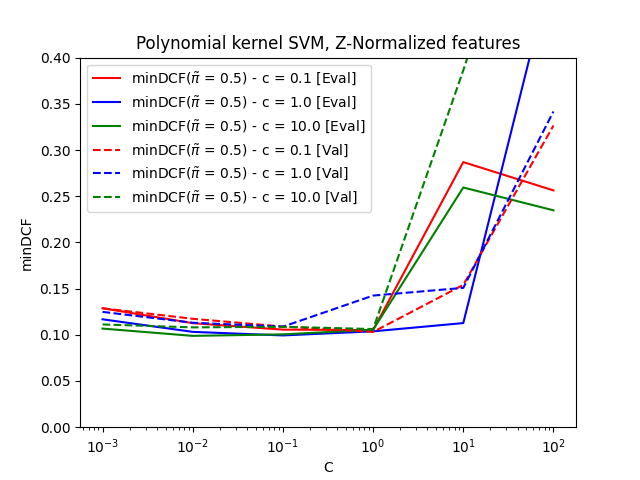 Polynomial kernel SVM, Z-Normalized features
minDCF
0.40
0.35
0.30
0.25
0.20
0.15
0.10
0.05
0.00
minDCF(π̃ = 0.5) - c = 0.1 [Eval]
minDCF(π̃ = 0.5) - c = 1.0 [Eval]
minDCF(π̃ = 0.5) - c = 10.0 [Eval]
minDCF(π̃ = 0.5) - c = 0.1 [Val]
minDCF(π̃ = 0.5) - c = 1.0 [Val]
minDCF(π̃ = 0.5) - c = 10.0 [Val]
10⁻³ 10⁻² 10⁻¹ 10⁰ 10¹ 10²
C